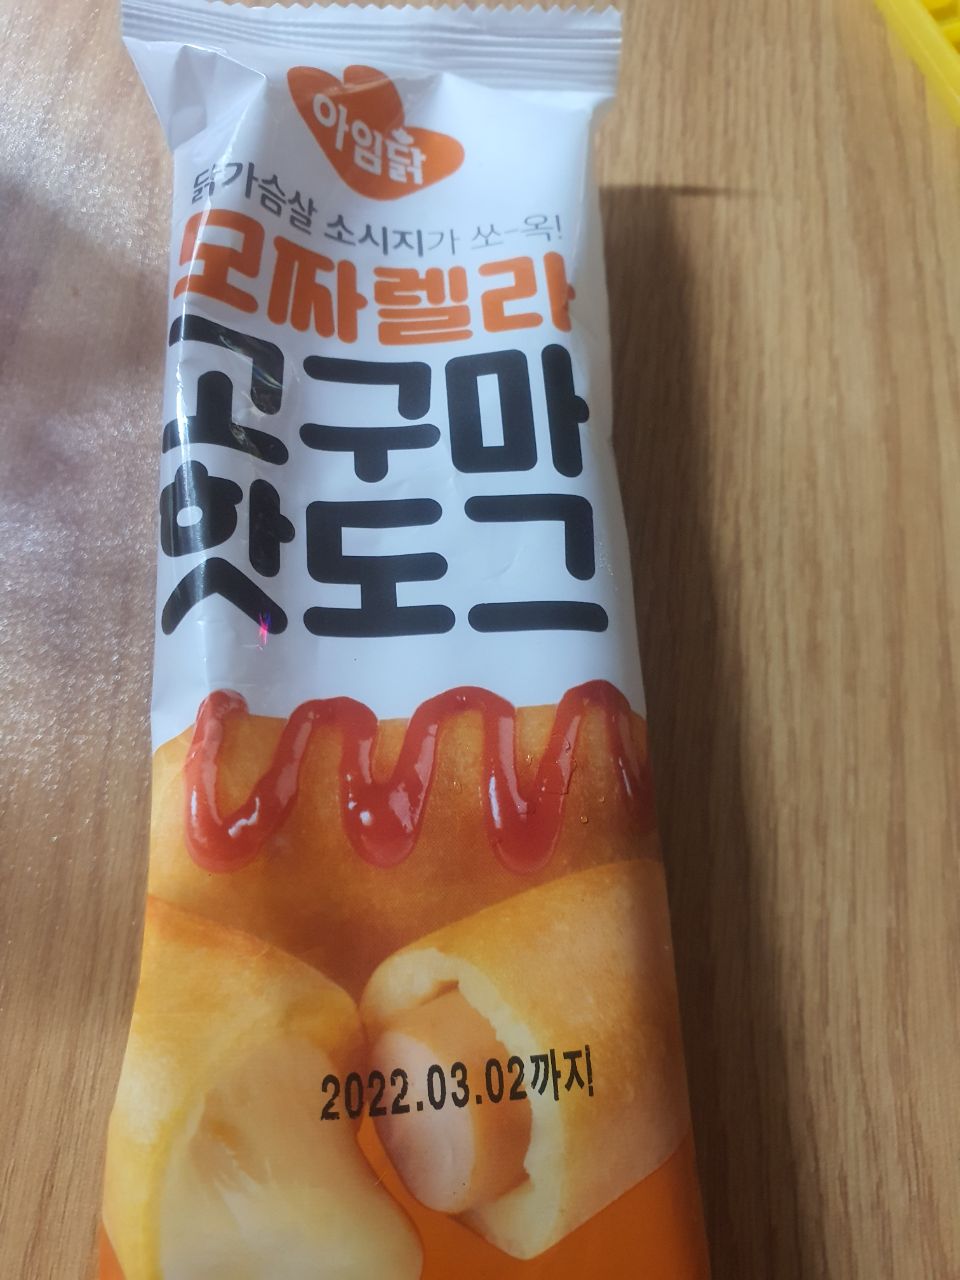 아임닭
닭가슴살 소시지가 쏘-옥!
모짜렐라
고구마
핫도그
2022.03.02까지